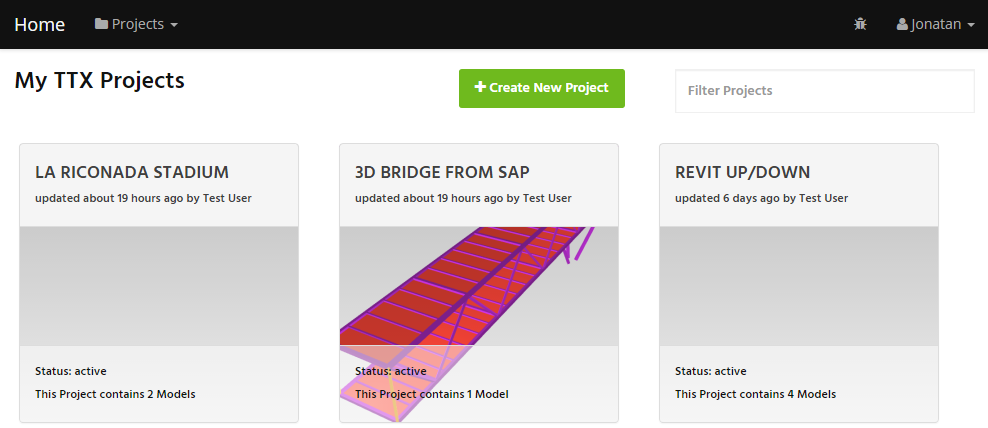 Home Projects Jonatan
My TTX Projects
Create New Project
Filter Projects
LA RICONADA STADIUM
updated about 19 hours ago by Test User
Status: active
This Project contains 2 Models
3D BRIDGE FROM SAP
updated about 19 hours ago by Test User
Status: active
This Project contains 1 Model
REVIT UP/DOWN
updated 6 days ago by Test User
Status: active
This Project contains 4 Models